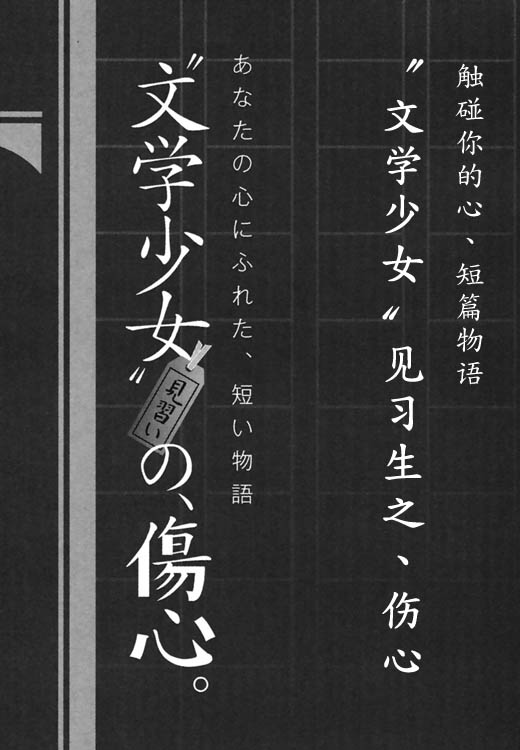 触碰你的心、短篇物语
〝文学少女〟见习生之、伤心
あなたの心にふれた、短い物語
〝文学少女〟見習いの、傷心。